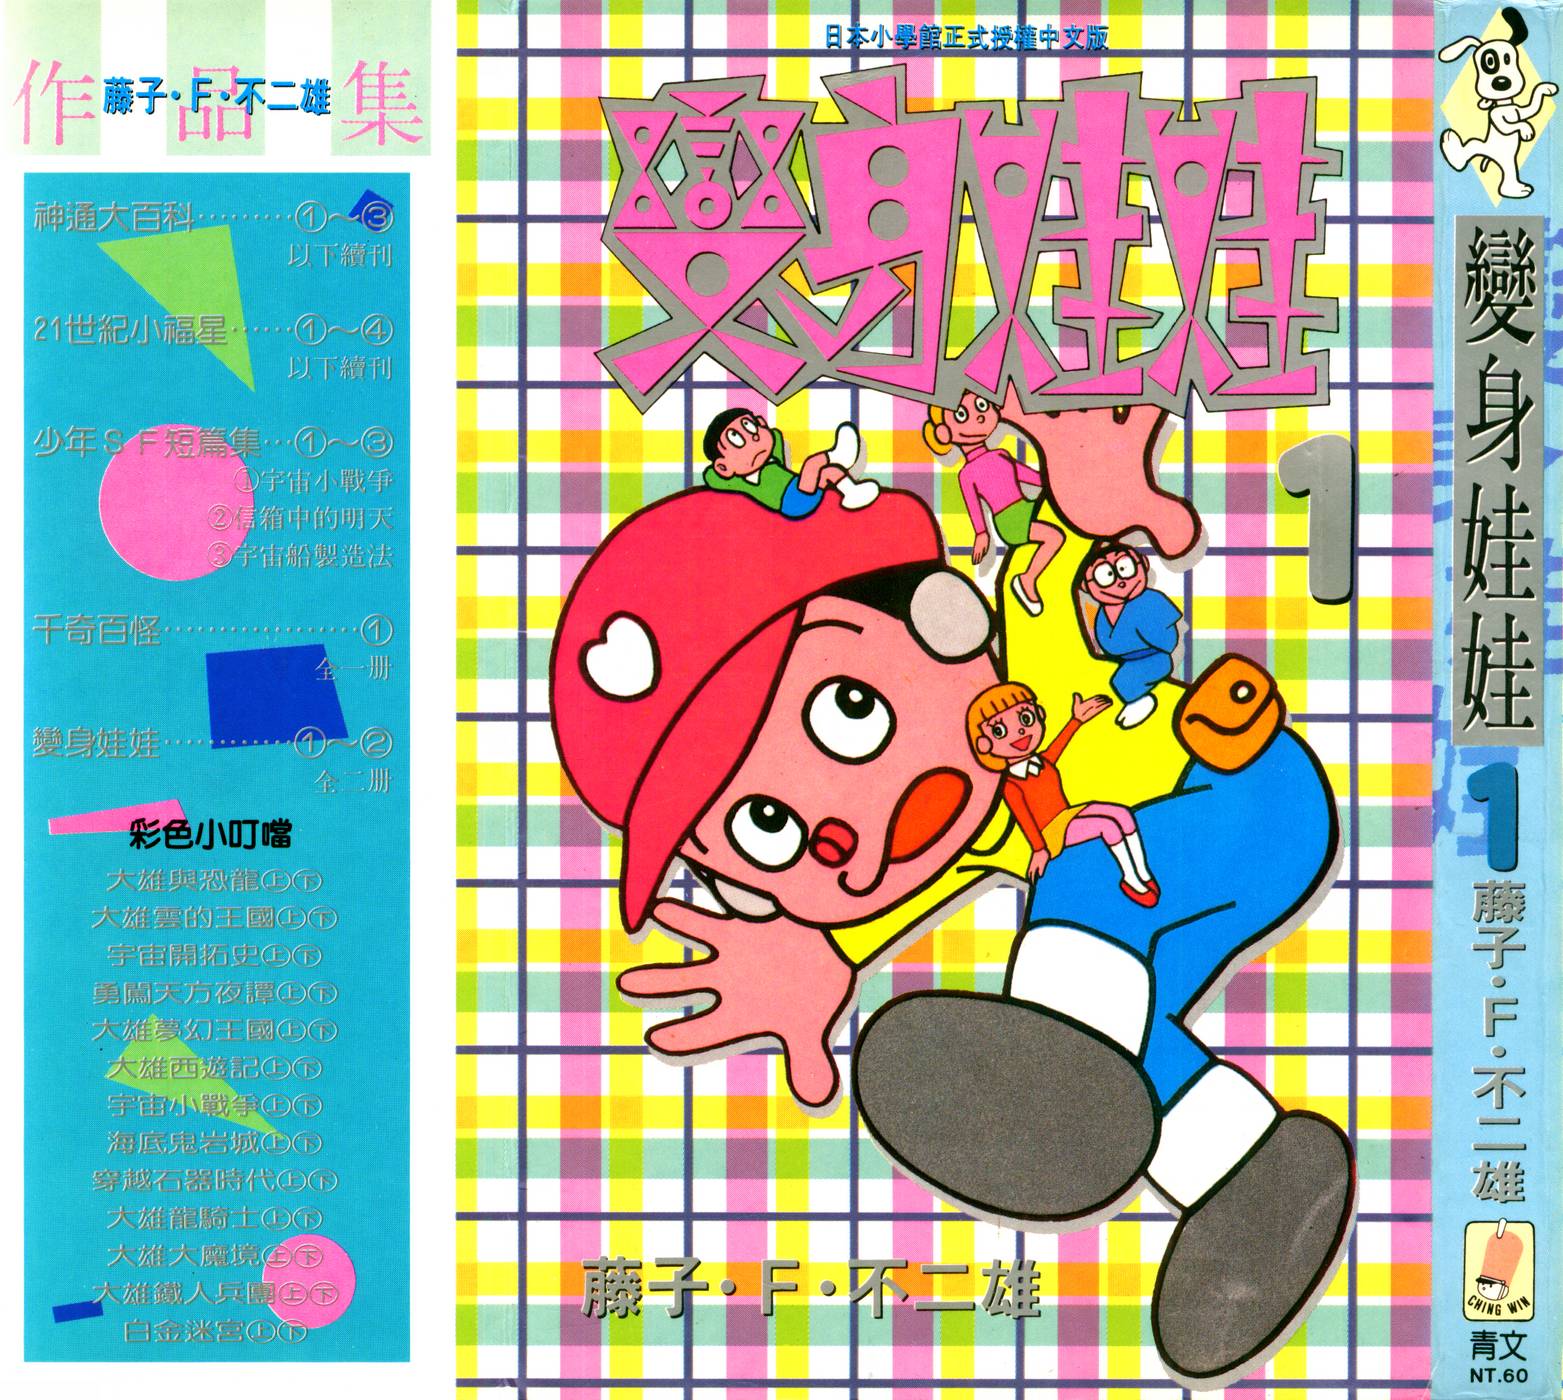 作品集
藤子・F・不二雄
神通大百科………①～③
以下續刊
21世紀小福星……①～④
以下續刊
少年SF短篇集…①～③
①宇宙小戰爭
②信箱中的明天
③宇宙船製造法
千奇百怪………………①
全一册
變身娃娃…………①～②
全二册
彩色小叮噹
大雄與恐龍㊤㊦
大雄雲的王國㊤㊦
宇宙開拓史㊤㊦
勇闖天方夜譚㊤㊦
大雄夢幻王國㊤㊦
大雄西遊記㊤㊦
宇宙小戰爭㊤㊦
海底鬼岩城㊤㊦
穿越石器時代㊤㊦
大雄龍騎士㊤㊦
大雄大魔境㊤㊦
大雄鐵人兵團㊤㊦
白金迷宮㊤㊦
日本小學館正式授權中文版
變身娃娃
1
藤子・F・不二雄
變身娃娃
1
藤子・F・不二雄
CHING WIN
青文
NT.60